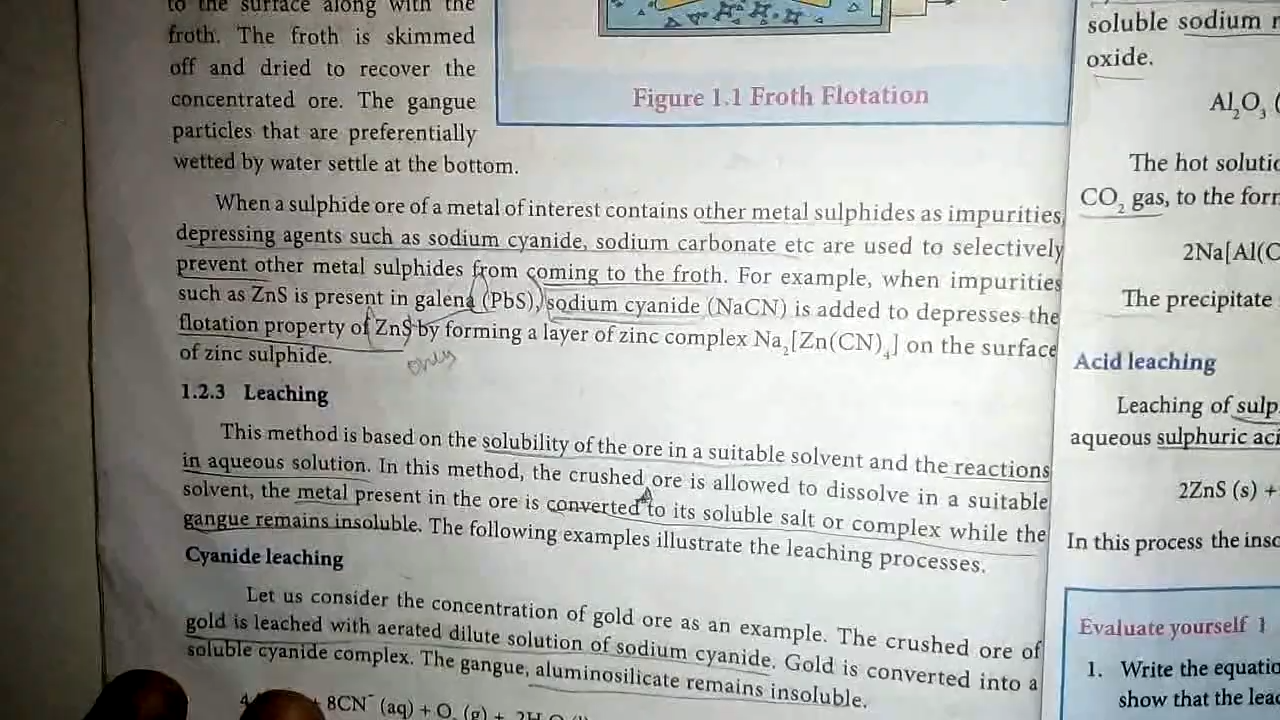 to the surface along with the
froth. The froth is skimmed
off and dried to recover the
concentrated ore. The gangue
particles that are preferentially
wetted by water settle at the bottom.
Figure 1.1 Froth Flotation
When a sulphide ore of a metal of interest contains other metal sulphides as impurities,
depressing agents such as sodium cyanide, sodium carbonate etc are used to selectively
prevent other metal sulphides from coming to the froth. For example, when impurities
such as ZnS is present in galena (PbS), sodium cyanide (NaCN) is added to depresses the
flotation property of ZnS by forming a layer of zinc complex Na₂[Zn(CN)₄] on the surface
of zinc sulphide.
only
1.2.3 Leaching
This method is based on the solubility of the ore in a suitable solvent and the reactions
in aqueous solution. In this method, the crushed ore is allowed to dissolve in a suitable
solvent, the metal present in the ore is converted to its soluble salt or complex while the
gangue remains insoluble. The following examples illustrate the leaching processes.
Cyanide leaching
Let us consider the concentration of gold ore as an example. The crushed ore of
gold is leached with aerated dilute solution of sodium cyanide. Gold is converted into a
soluble cyanide complex. The gangue, aluminosilicate remains insoluble.
8CN⁻ (aq) + O₂ (g) +
soluble sodium
oxide.
Al₂O₃ (
The hot
CO₂ gas, to the
2Na[Al(
The precipitate
Acid leaching
Leaching of
aqueous sulphuric
2ZnS (s) +
In this process the
Evaluate yourself 1
1. Write the
show that the